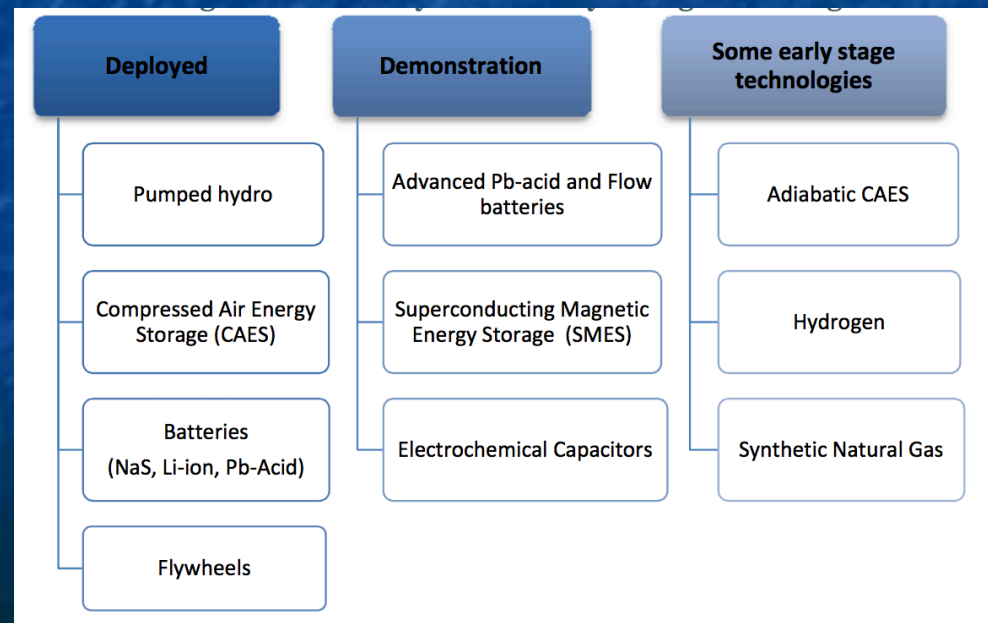 Deployed
Pumped hydro
Compressed Air Energy
Storage (CAES)
Batteries
(NaS, Li-ion, Pb-Acid)
Flywheels
Demonstration
Advanced Pb-acid and Flow
batteries
Superconducting Magnetic
Energy Storage (SMES)
Electrochemical Capacitors
Some early stage
technologies
Adiabatic CAES
Hydrogen
Synthetic Natural Gas